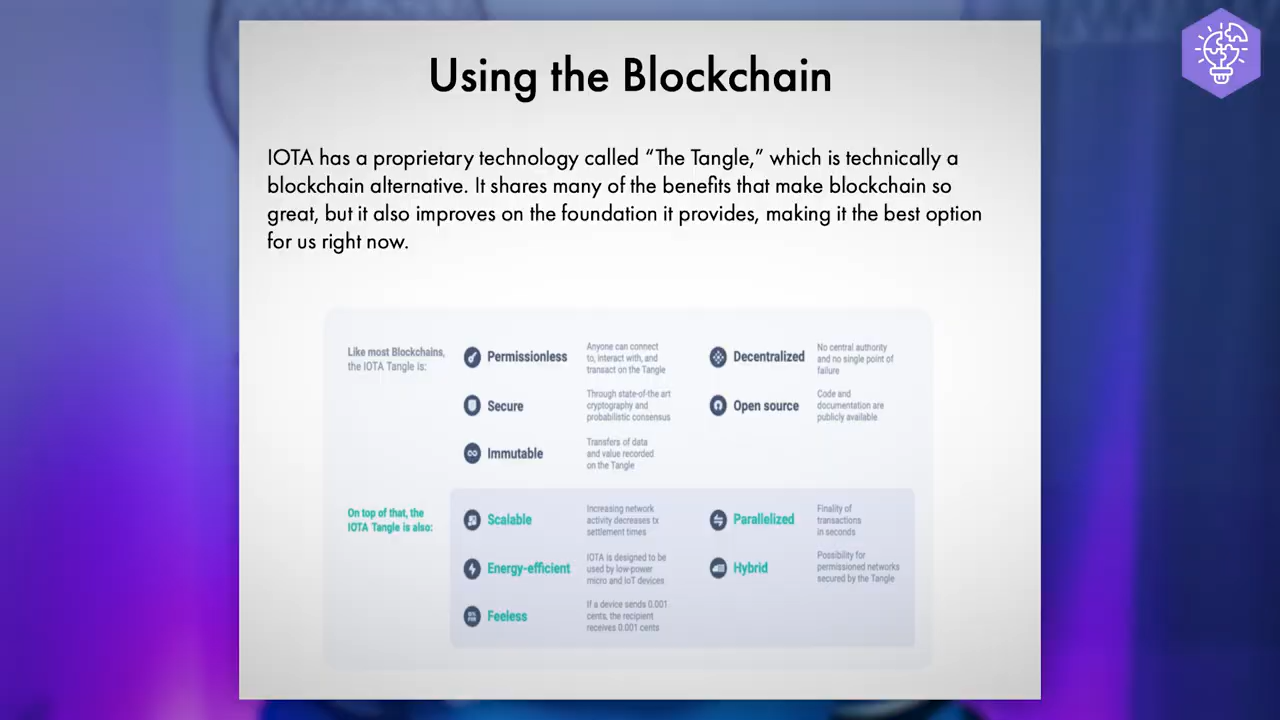 Using the Blockchain
IOTA has a proprietary technology called “The Tangle,” which is technically a
blockchain alternative. It shares many of the benefits that make blockchain so
great, but it also improves on the foundation it provides, making it the best option
for us right now.
Like most Blockchains,
the IOTA Tangle is:
Permissionless
Anyone can connect
to, interact with, and
transact on the Tangle
Decentralized
No central authority
and no single point of
failure
Secure
Through state-of-the art
cryptography and
probabilistic consensus
Open source
Code and
documentation are
publicly available
Immutable
Transfers of data
and value recorded
on the Tangle
On top of that, the
IOTA Tangle is also:
Scalable
Increasing network
activity decreases tx
settlement times
Parallelized
Finality of
transactions
in seconds
Energy-efficient
IOTA is designed to be
used by low-power
micro and IoT devices
Hybrid
Possibility for
permissioned networks
secured by the Tangle
Feeless
If a device sends 0.001
cents, the recipient
receives 0.001 cents